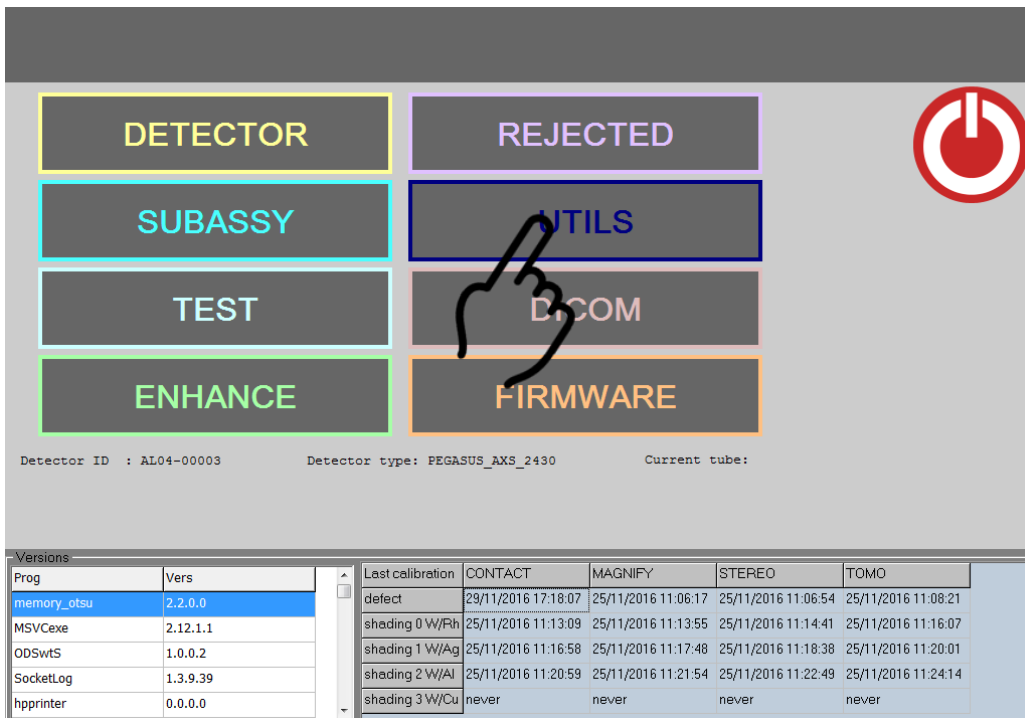 DETECTOR REJECTED
SUBASSY UTILS
TEST DICOM
ENHANCE FIRMWARE
Detector ID : AL04-00003 Detector type: PEGASUS_AXS_2430 Current tube:
Versions
Prog Vers
memory_otsu 2.2.0.0
MSVCexe 2.12.1.1
ODSwtS 1.0.0.2
SocketLog 1.3.9.39
hpprinter 0.0.0.0
Last calibration CONTACT MAGNIFY STEREO TOMO
defect 29/11/2016 17:18:07 25/11/2016 11:06:17 25/11/2016 11:06:54 25/11/2016 11:08:21
shading 0 W/Rh 25/11/2016 11:13:09 25/11/2016 11:13:55 25/11/2016 11:14:41 25/11/2016 11:16:07
shading 1 W/Ag 25/11/2016 11:16:58 25/11/2016 11:17:48 25/11/2016 11:18:38 25/11/2016 11:20:01
shading 2 W/Al 25/11/2016 11:20:59 25/11/2016 11:21:54 25/11/2016 11:22:49 25/11/2016 11:24:14
shading 3 W/Cu never never never never